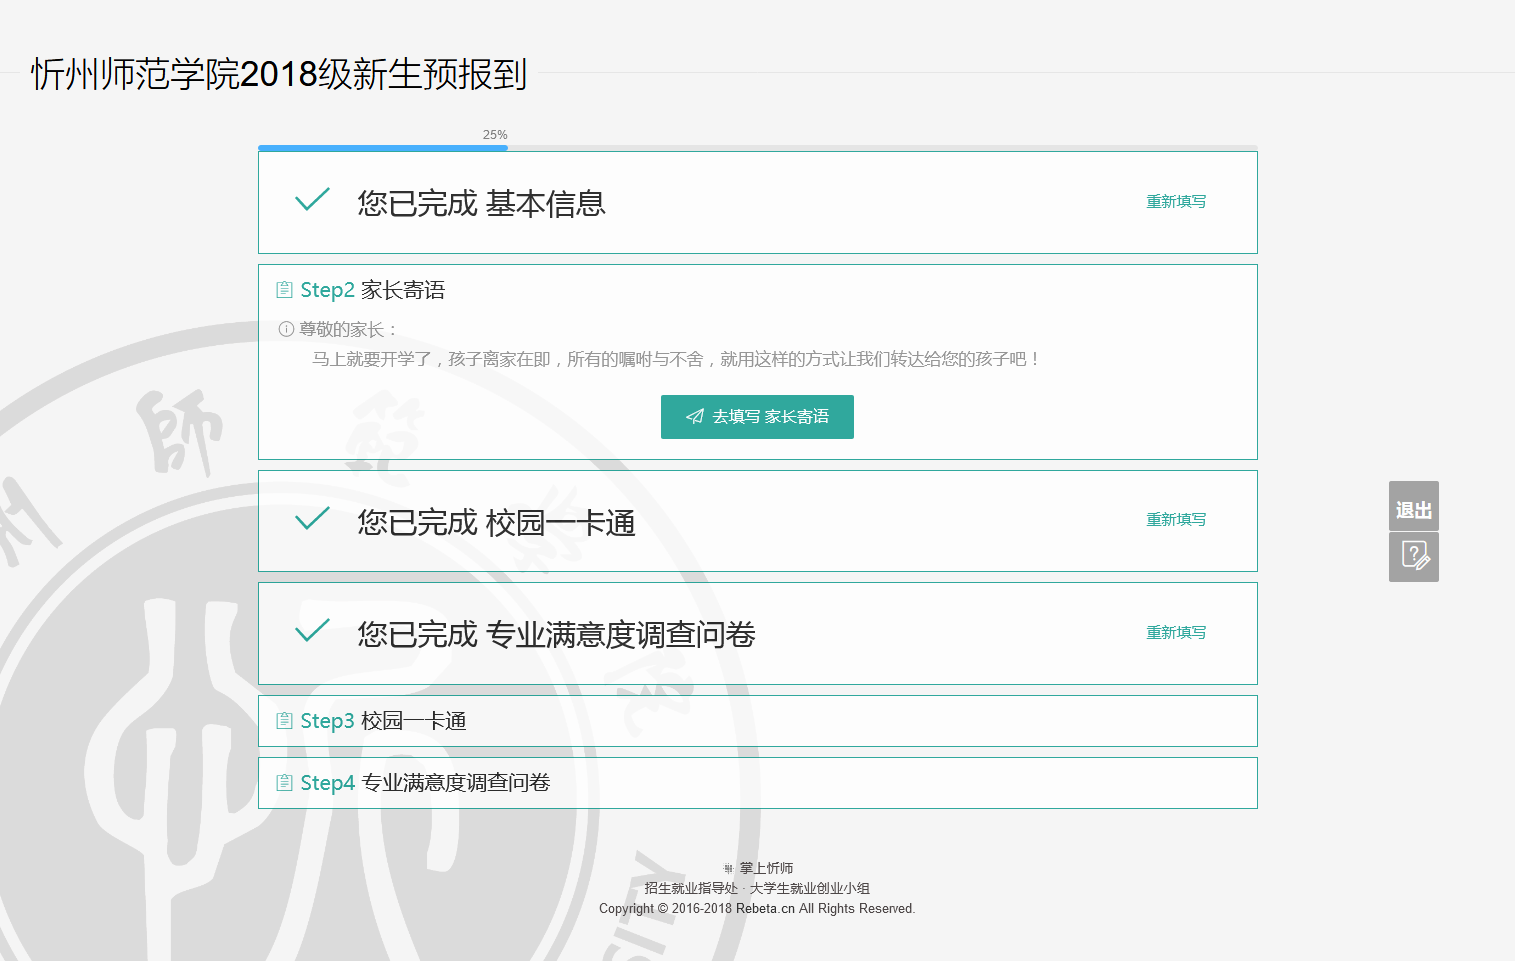 忻州师范学院2018级新生预报到
25%
您已完成 基本信息
重新填写
Step2 家长寄语
尊敬的家长：
马上就要开学了，孩子离家在即，所有的嘱咐与不舍，就用这样的方式让我们转达给您的孩子吧！
去填写 家长寄语
您已完成 校园一卡通
重新填写
退出
您已完成 专业满意度调查问卷
重新填写
Step3 校园一卡通
Step4 专业满意度调查问卷
掌上忻师
招生就业指导处 · 大学生就业创业小组
Copyright © 2016-2018 Rebeta.cn All Rights Reserved.
師
範
學
院
SITY